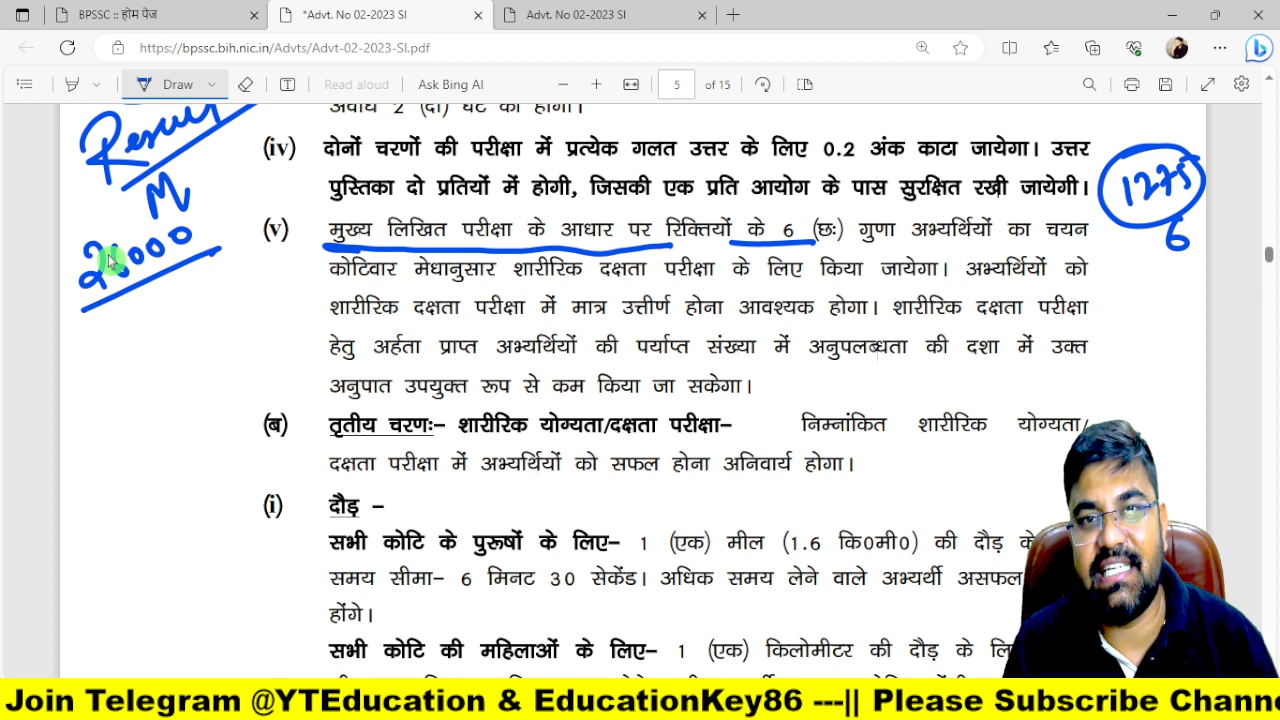 BPSSC :: होम पेज
*Advt. No 02-2023 SI
Advt. No 02-2023 SI
https://bpssc.bih.nic.in/Advts/Advt-02-2023-SI.pdf
Draw
Read aloud
Ask Bing AI
5 of 15
अवधि 2 (दो) घंटे की होगी।
Result
M
(iv) दोनों चरणों की परीक्षा में प्रत्येक गलत उत्तर के लिए 0.2 अंक काटा जायेगा। उत्तर
पुस्तिका दो प्रतियों में होगी, जिसकी एक प्रति आयोग के पास सुरक्षित रखी जायेगी।
1275
6
(v) मुख्य लिखित परीक्षा के आधार पर रिक्तियों के 6 (छः) गुणा अभ्यर्थियों का चयन
कोटिवार मेधानुसार शारीरिक दक्षता परीक्षा के लिए किया जायेगा। अभ्यर्थियों को
शारीरिक दक्षता परीक्षा में मात्र उत्तीर्ण होना आवश्यक होगा। शारीरिक दक्षता परीक्षा
हेतु अर्हता प्राप्त अभ्यर्थियों की पर्याप्त संख्या में अनुपलब्धता की दशा में उक्त
अनुपात उपयुक्त रूप से कम किया जा सकेगा।
(ब) तृतीय चरणः– शारीरिक योग्यता/दक्षता परीक्षा– निम्नांकित शारीरिक योग्यता/
दक्षता परीक्षा में अभ्यर्थियों को सफल होना अनिवार्य होगा।
(i) दौड़ –
सभी कोटि के पुरूषों के लिए– 1 (एक) मील (1.6 कि0मी0) की दौड़ के
समय सीमा– 6 मिनट 30 सेकेंड। अधिक समय लेने वाले अभ्यर्थी असफल
होंगे।
सभी कोटि की महिलाओं के लिए– 1 (एक) किलोमीटर की दौड़ के
Join Telegram @YTEducation & EducationKey86 ---|| Please Subscribe Channe